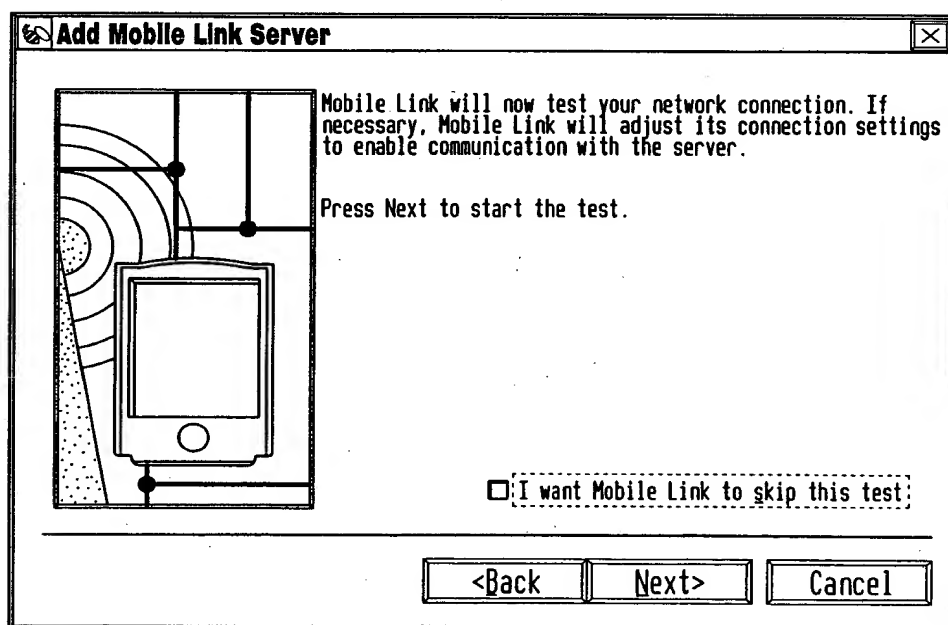 Add Mobile Link Server
Mobile Link will now test your network connection. If
necessary, Mobile Link will adjust its connection settings
to enable communication with the server.
Press Next to start the test.
I want Mobile Link to skip this test
<Back Next> Cancel